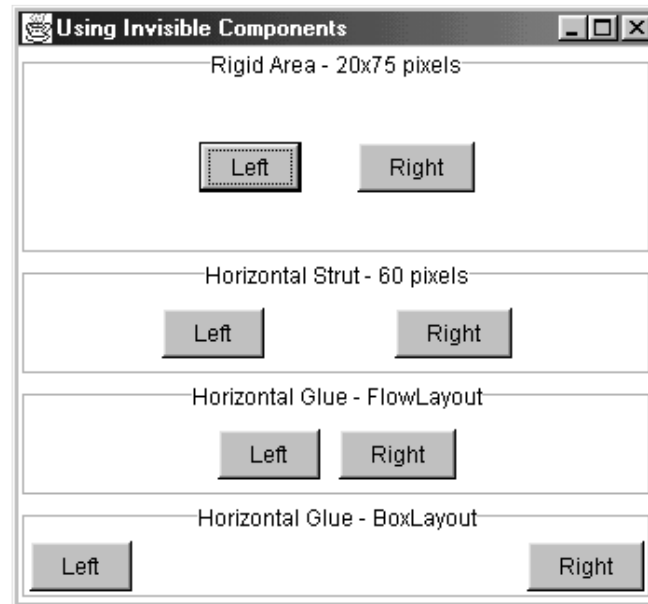 Using Invisible Components
Rigid Area - 20x75 pixels
Left Right
Horizontal Strut - 60 pixels
Left Right
Horizontal Glue - FlowLayout
Left Right
Horizontal Glue - BoxLayout
Left Right